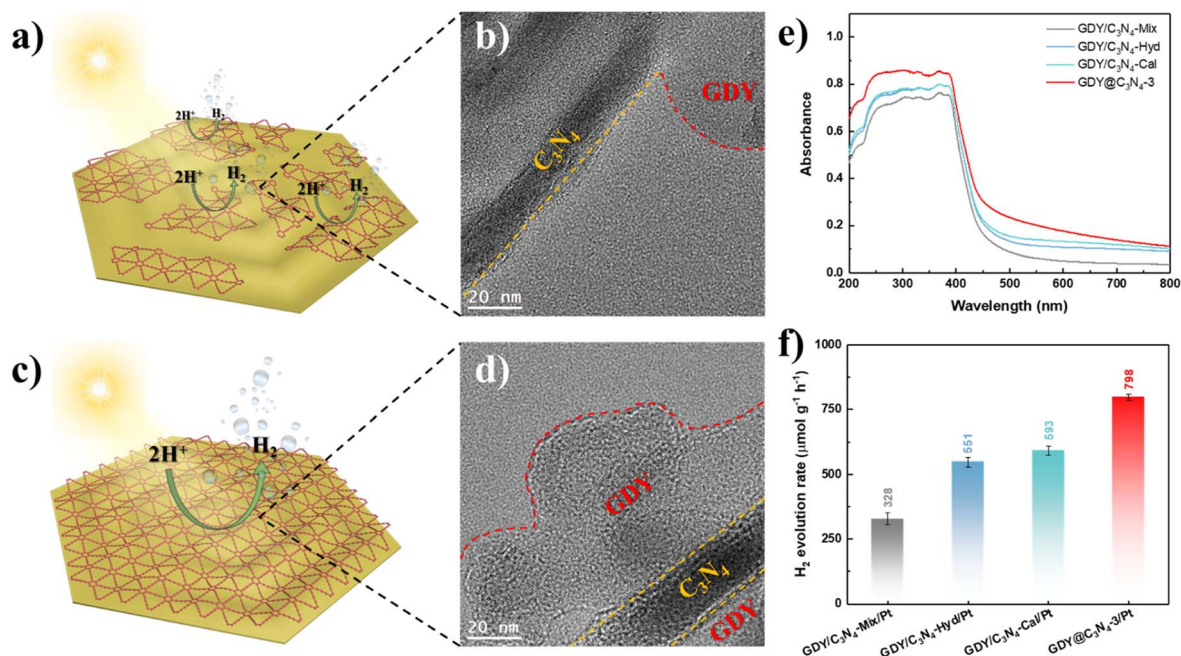 a)
2H⁺ H₂
2H⁺ H₂
2H⁺ H₂
b)
GDY
C₃N₄
20 nm
c)
2H⁺ H₂
d)
GDY
C₃N₄
GDY
20 nm
e)
GDY/C₃N₄-Mix
GDY/C₃N₄-Hyd
GDY/C₃N₄-Cal
GDY@C₃N₄-3
Absorbance
1.0
0.8
0.6
0.4
0.2
0.0
200 300 400 500 600 700 800
Wavelength (nm)
f)
H₂ evolution rate (μmol g⁻¹ h⁻¹)
1000
750
500
250
0
328
551
593
798
GDY/C₃N₄-Mix/Pt
GDY/C₃N₄-Hyd/Pt
GDY/C₃N₄-Cal/Pt
GDY@C₃N₄-3/Pt